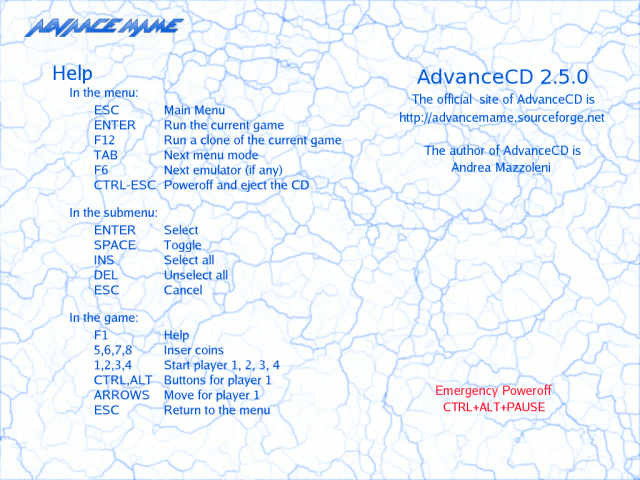 ADVANCE MAME
Help
In the menu:
ESC Main Menu
ENTER Run the current game
F12 Run a clone of the current game
TAB Next menu mode
F6 Next emulator (if any)
CTRL-ESC Poweroff and eject the CD
In the submenu:
ENTER Select
SPACE Toggle
INS Select all
DEL Unselect all
ESC Cancel
In the game:
F1 Help
5,6,7,8 Inser coins
1,2,3,4 Start player 1, 2, 3, 4
CTRL,ALT Buttons for player 1
ARROWS Move for player 1
ESC Return to the menu
AdvanceCD 2.5.0
The official site of AdvanceCD is
http://advancemame.sourceforge.net
The author of AdvanceCD is
Andrea Mazzoleni
Emergency Poweroff
CTRL+ALT+PAUSE